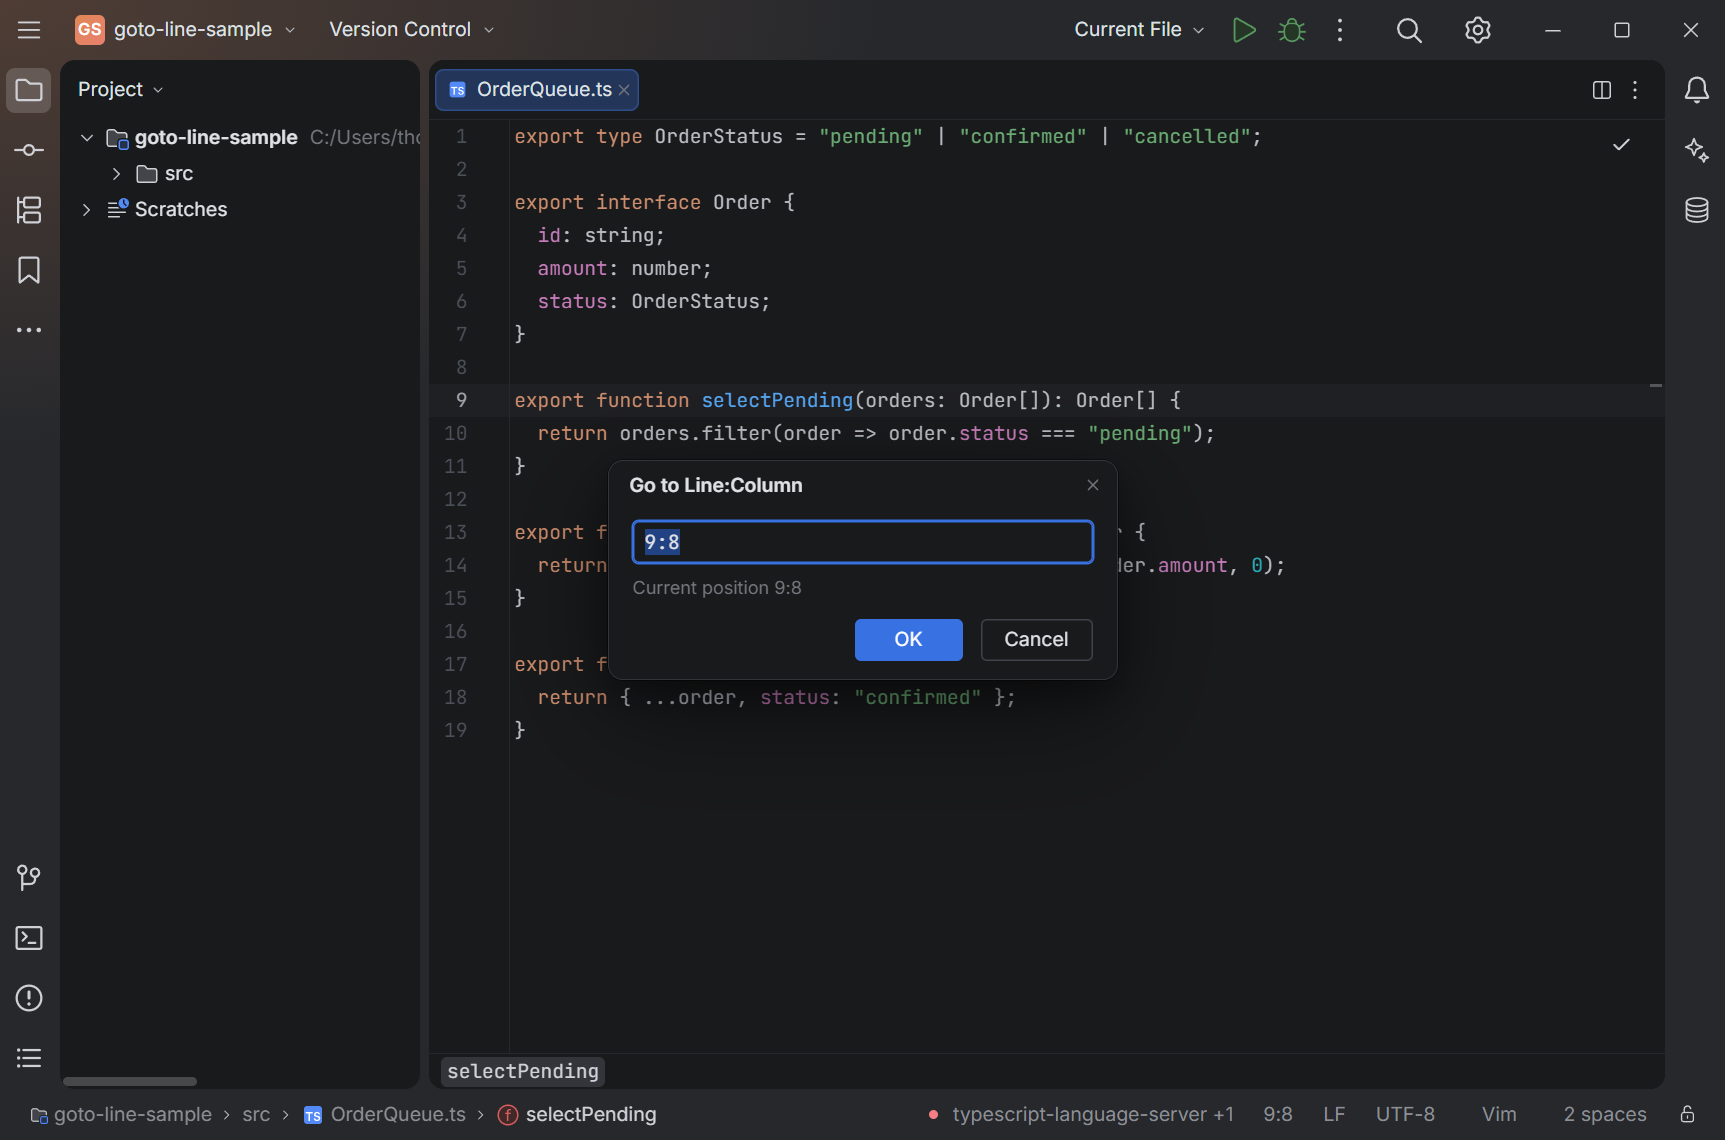 GS goto-line-sample Version Control Current File
Project
TS OrderQueue.ts
goto-line-sample C:/Users/tho
src
Scratches
1 export type OrderStatus = "pending" | "confirmed" | "cancelled";
2
3 export interface Order {
4 id: string;
5 amount: number;
6 status: OrderStatus;
7 }
8
9 export function selectPending(orders: Order[]): Order[] {
10 return orders.filter(order => order.status === "pending");
11 }
12
13 export f {
14 return der.amount, 0);
15 }
16
17 export f
18 return { ...order, status: "confirmed" };
19 }
Go to Line:Column
9:8
Current position 9:8
OK Cancel
selectPending
goto-line-sample › src › TS OrderQueue.ts › f selectPending typescript-language-server +1 9:8 LF UTF-8 Vim 2 spaces